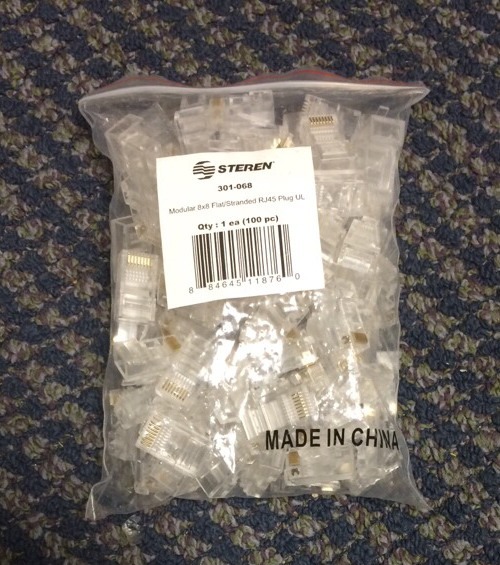 STEREN
301-068
Modular 8x8 Flat/Stranded RJ45 Plug UL
Qty : 1 ea (100 pc)
8 84645 11876 0
MADE IN CHINA